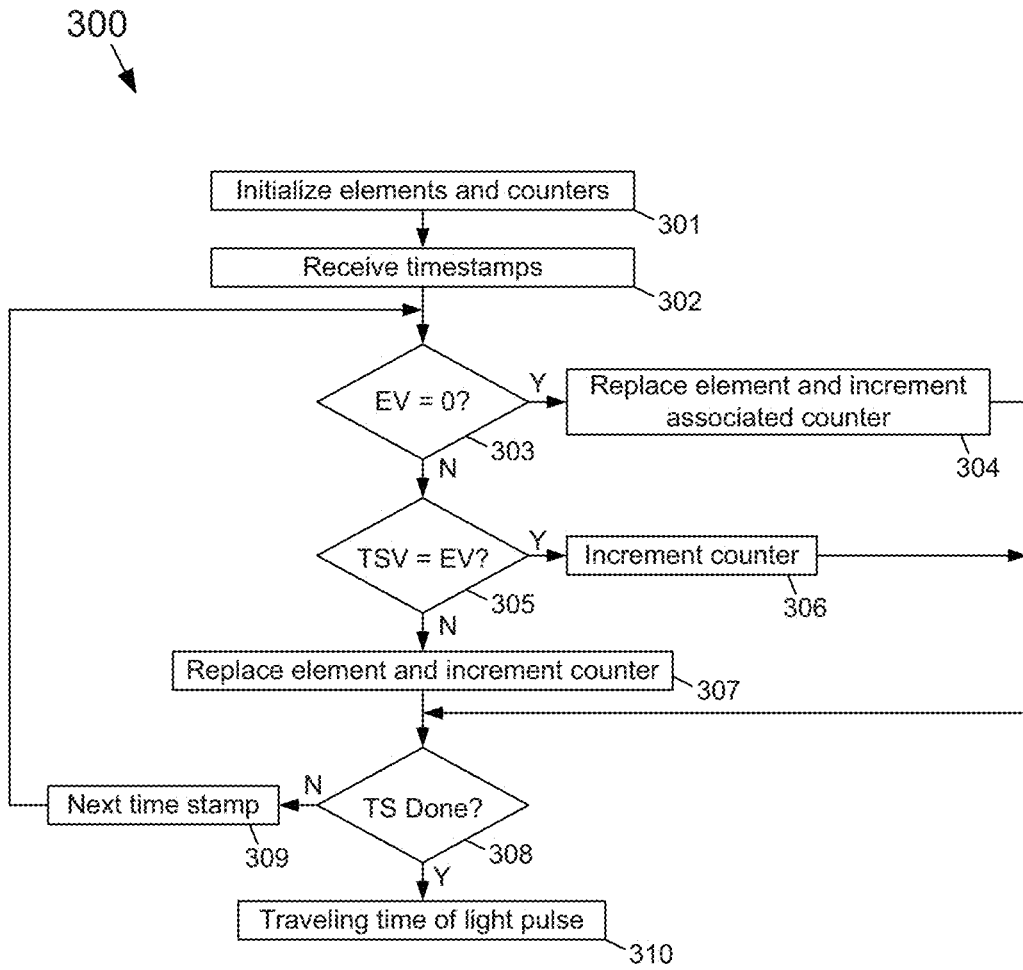 300
Initialize elements and counters
301
Receive timestamps
302
EV = 0?
303
Y
Replace element and increment
associated counter
304
N
TSV = EV?
305
Y
Increment counter
306
N
Replace element and increment counter
307
TS Done?
308
N
Next time stamp
309
Y
Traveling time of light pulse
310